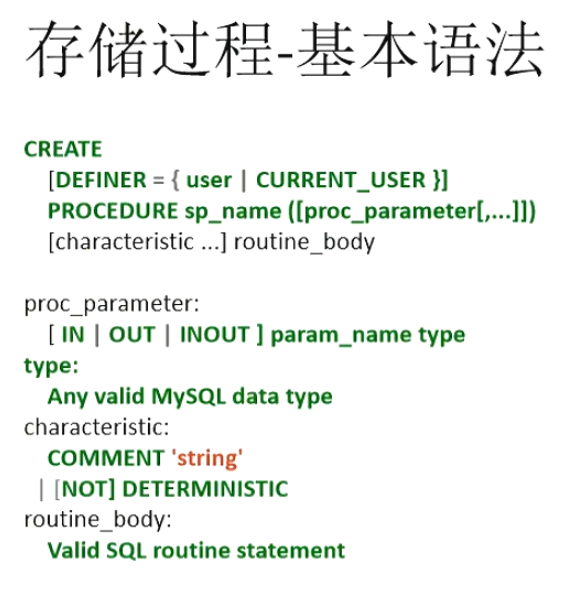 存储过程-基本语法
CREATE
[DEFINER = { user | CURRENT_USER }]
PROCEDURE sp_name ([proc_parameter[,...]])
[characteristic ...] routine_body
proc_parameter:
[ IN | OUT | INOUT ] param_name type
type:
Any valid MySQL data type
characteristic:
COMMENT 'string'
| [NOT] DETERMINISTIC
routine_body:
Valid SQL routine statement